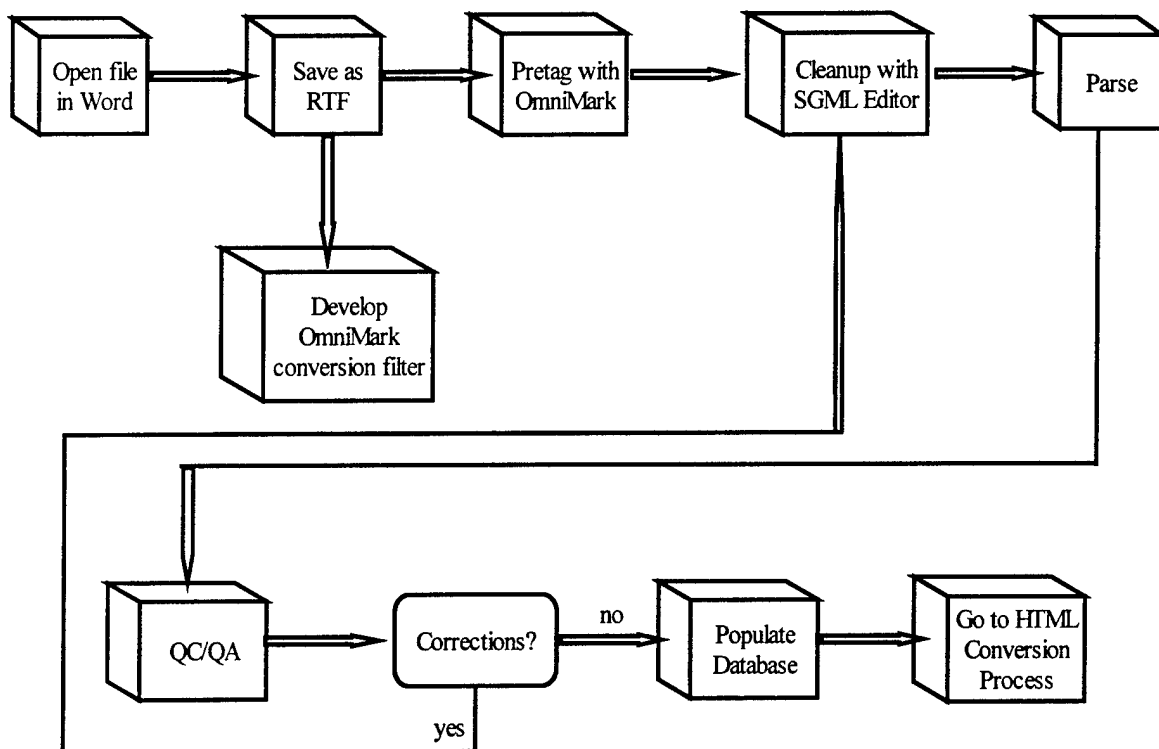 Open file
in Word
Save as
RTF
Pretag with
OmniMark
Cleanup with
SGML Editor
Parse
Develop
OmniMark
conversion filter
QC/QA
Corrections?
no
Populate
Database
Go to HTML
Conversion
Process
yes